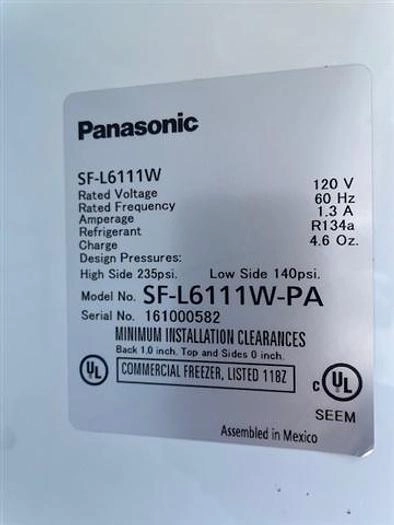 Panasonic
SF-L6111W
Rated Voltage 120 V
Rated Frequency 60 Hz
Amperage 1.3 A
Refrigerant R134a
Charge 4.6 Oz.
Design Pressures:
High Side 235psi. Low Side 140psi.
Model No. SF-L6111W-PA
Serial No. 161000582
MINIMUM INSTALLATION CLEARANCES
Back 1.0 inch. Top and Sides 0 inch.
UL COMMERCIAL FREEZER, LISTED 118Z c UL
SEEM
Assembled in Mexico